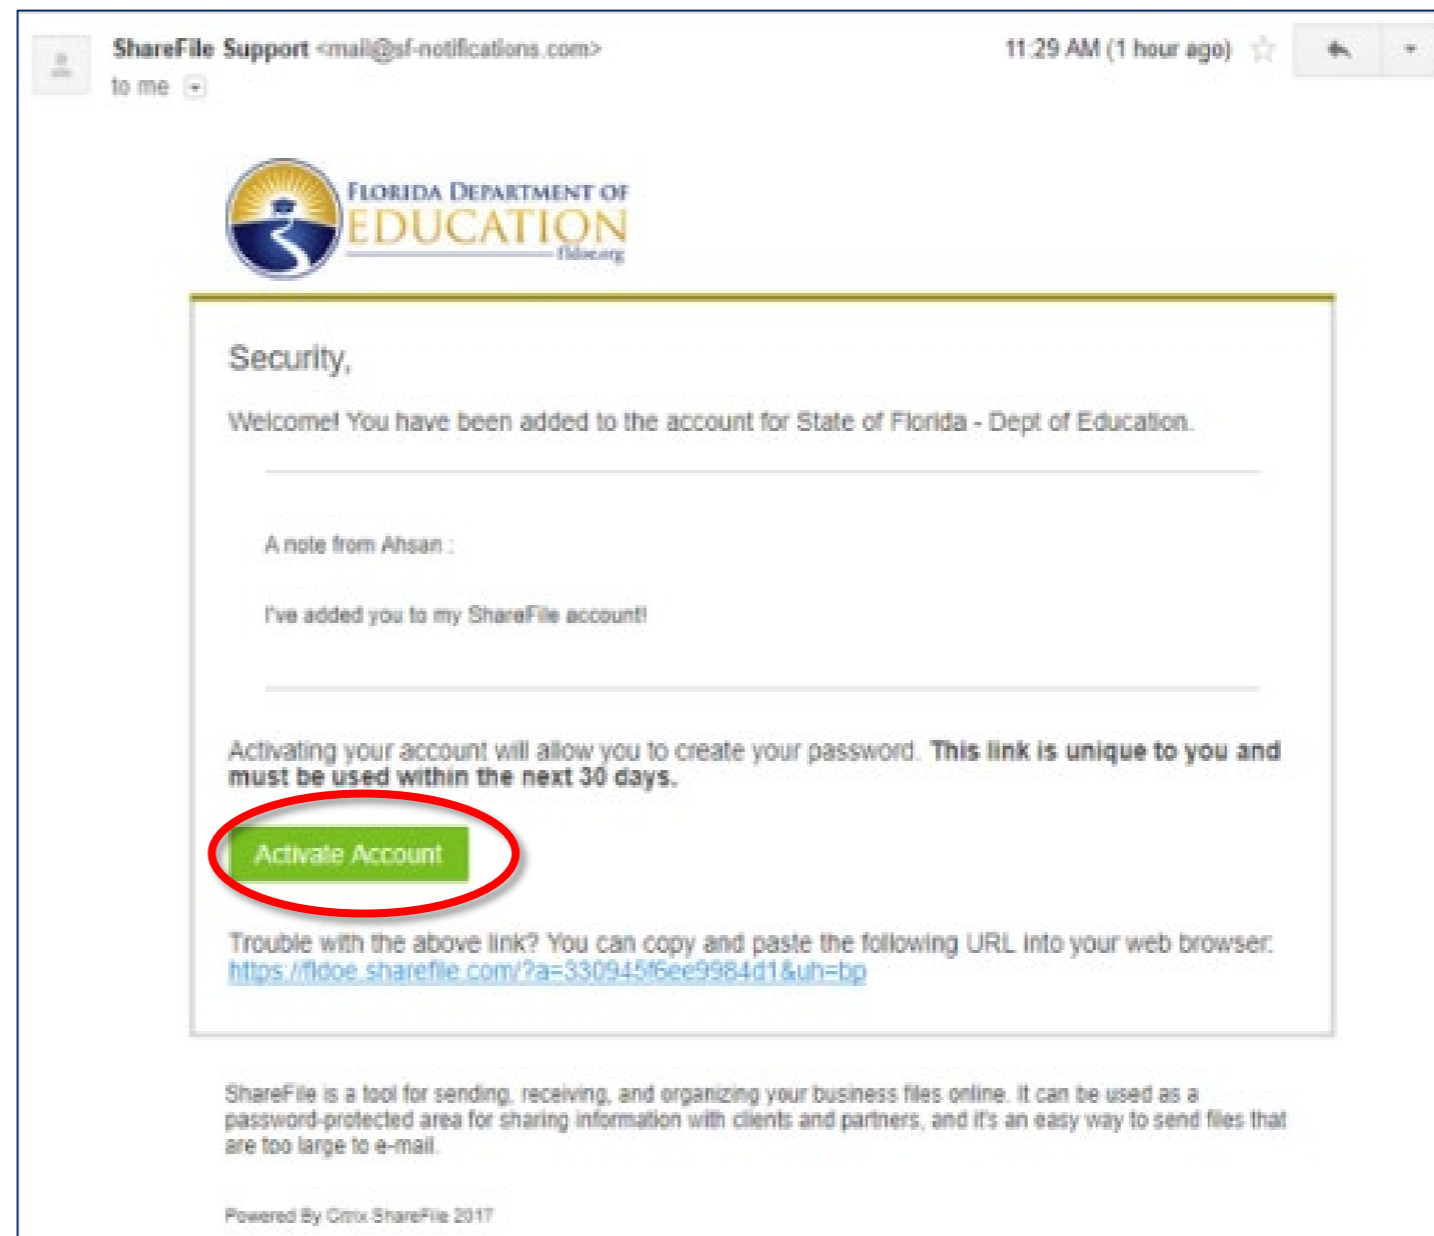 ShareFile Support <mail@sf-notifications.com>
11:29 AM (1 hour ago)
to me
FLORIDA DEPARTMENT OF
EDUCATION
fldoe.org
Security,
Welcome! You have been added to the account for State of Florida - Dept of Education.
A note from Ahsan :
I've added you to my ShareFile account!
Activating your account will allow you to create your password. This link is unique to you and
must be used within the next 30 days.
Activate Account
Trouble with the above link? You can copy and paste the following URL into your web browser:
https://fldoe.sharefile.com/?a=330945f6ee9984d1&uh=bp
ShareFile is a tool for sending, receiving, and organizing your business files online. It can be used as a
password-protected area for sharing information with clients and partners, and it's an easy way to send files that
are too large to e-mail.
Powered By Citrix ShareFile 2017